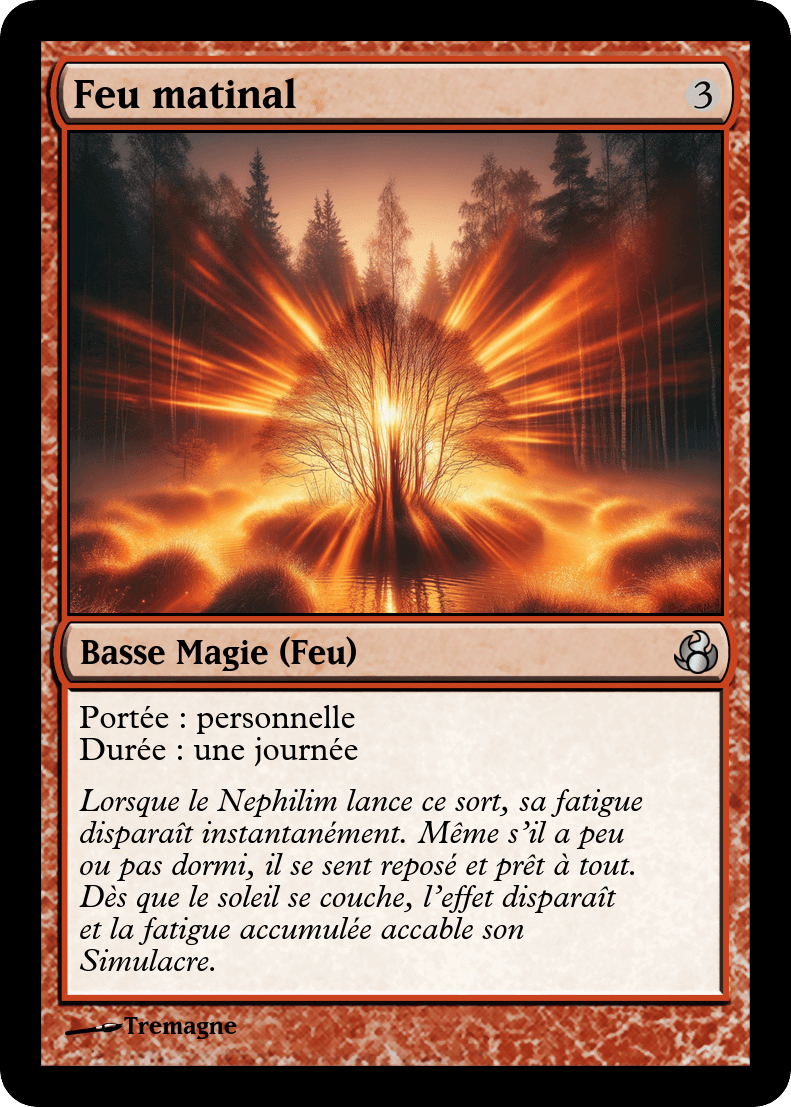 Feu matinal
3
Basse Magie (Feu)
Portée : personnelle
Durée : une journée
Lorsque le Nephilim lance ce sort, sa fatigue
disparaît instantanément. Même s'il a peu
ou pas dormi, il se sent reposé et prêt à tout.
Dès que le soleil se couche, l'effet disparaît
et la fatigue accumulée accable son
Simulacre.
Tremagne